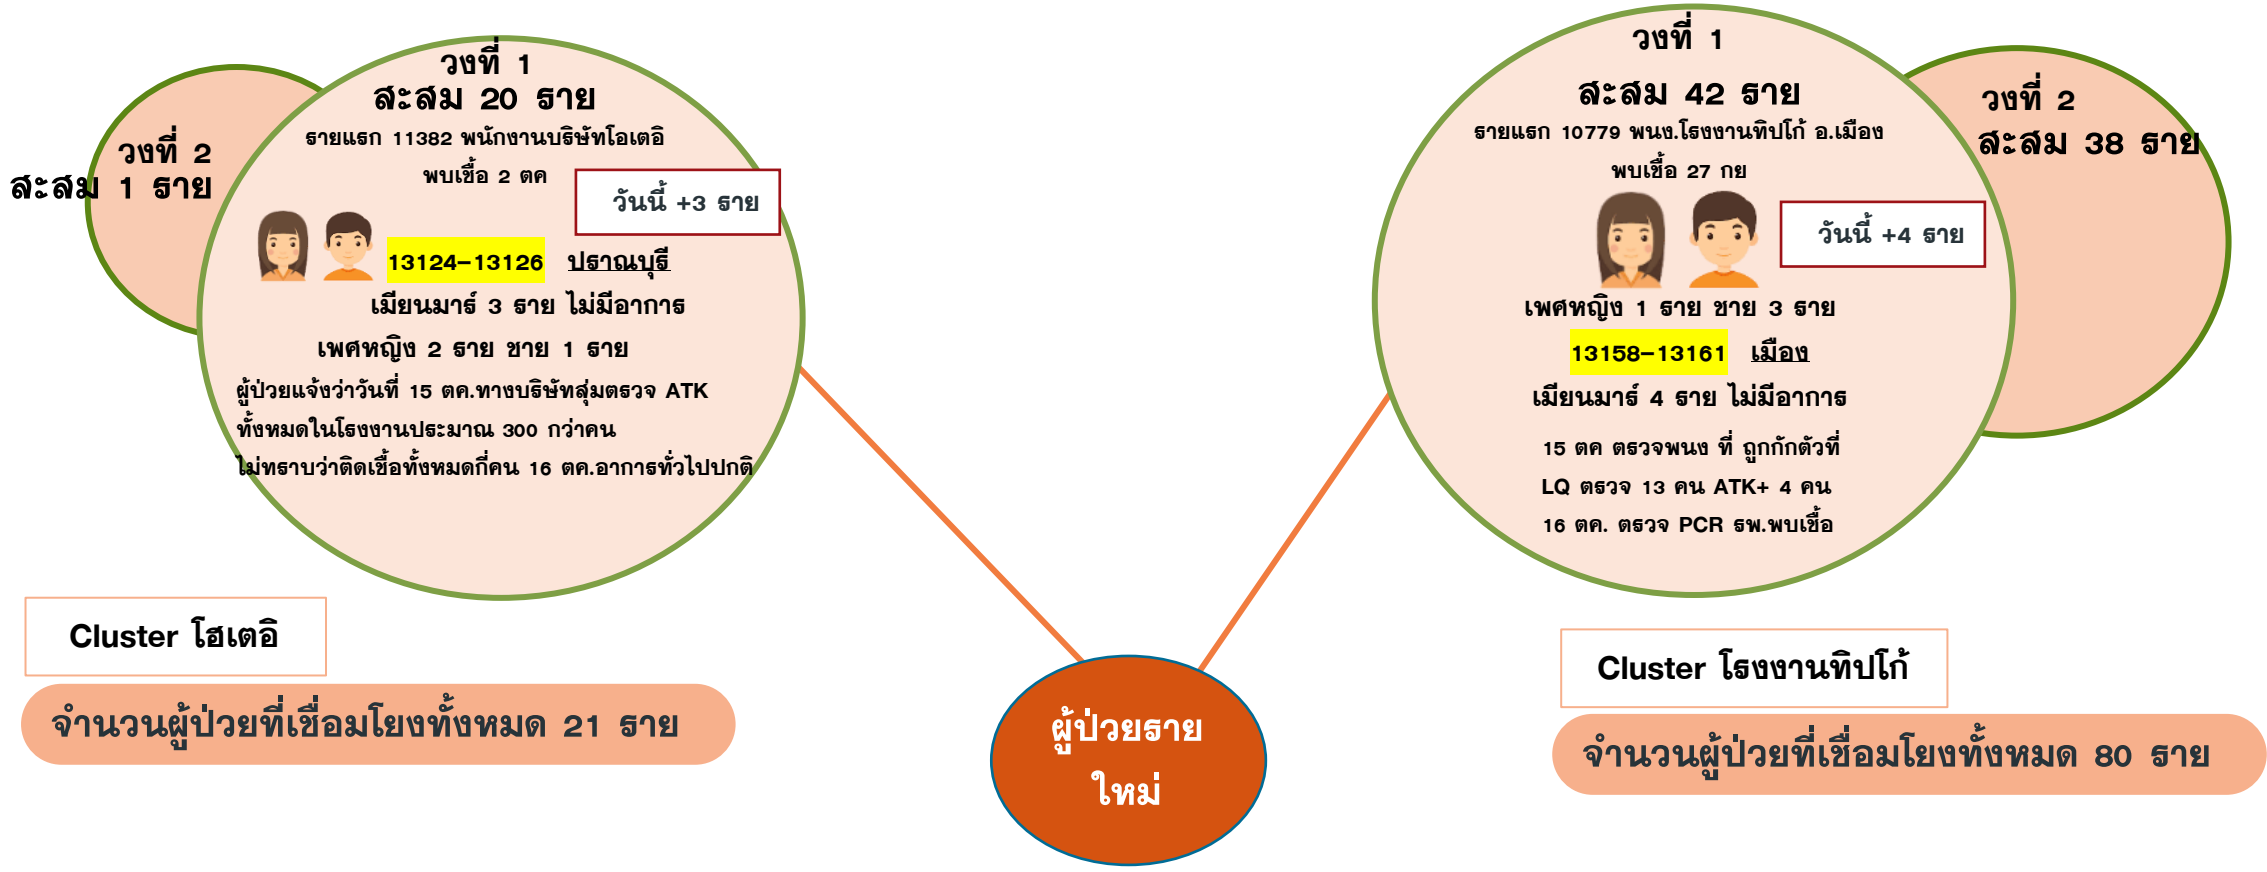 วงที่ 1
สะสม 20 ราย
รายแรก 11382 พนักงานบริษัทโอเตอิ
พบเชื้อ 2 ตค
วันนี้ +3 ราย
วงที่ 2
สะสม 1 ราย
13124-13126 ปราณบุรี
เมียนมาร์ 3 ราย ไม่มีอาการ
เพศหญิง 2 ราย ชาย 1 ราย
ผู้ป่วยแจ้งว่าวันที่ 15 ตค.ทางบริษัทสุ่มตรวจ ATK
ทั้งหมดในโรงงานประมาณ 300 กว่าคน
ไม่ทราบว่าติดเชื้อทั้งหมดกี่คน 16 ตค.อาการทั่วไปปกติ
Cluster โฮเตอิ
จำนวนผู้ป่วยที่เชื่อมโยงทั้งหมด 21 ราย
วงที่ 1
สะสม 42 ราย
รายแรก 10779 พนง.โรงงานทิปโก้ อ.เมือง
พบเชื้อ 27 กย
วันนี้ +4 ราย
วงที่ 2
สะสม 38 ราย
เพศหญิง 1 ราย ชาย 3 ราย
13158-13161 เมือง
เมียนมาร์ 4 ราย ไม่มีอาการ
15 ตค ตรวจพนง ที่ ถูกกักตัวที่
LQ ตรวจ 13 คน ATK+ 4 คน
16 ตค. ตรวจ PCR รพ.พบเชื้อ
Cluster โรงงานทิปโก้
จำนวนผู้ป่วยที่เชื่อมโยงทั้งหมด 80 ราย
ผู้ป่วยราย
ใหม่